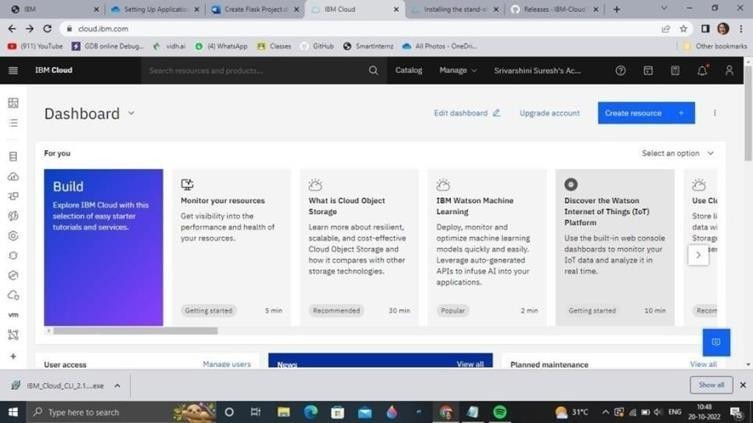 IBM
Setting Up Applicatio
Create Flask Project
IBM Cloud
Installing the stand-
Releases · IBM-Cloud
cloud.ibm.com
(911) YouTube
GDB online Debug...
vidh.ai
(4) WhatsApp
Classes
GitHub
SmartInternz
All Photos - OneDri...
Other bookmarks
IBM Cloud
Search resources and products...
Catalog
Manage
Srivarshini Suresh's Ac...
Dashboard
Edit dashboard
Upgrade account
Create resource +
For you
Select an option
Build
Explore IBM Cloud with this
selection of easy starter
tutorials and services.
Monitor your resources
Get visibility into the
performance and health of
your resources.
Getting started
5 min
What is Cloud Object
Storage
Learn more about resilient,
scalable, and cost-effective
Cloud Object Storage and
how it compares with other
storage technologies.
Recommended
30 min
IBM Watson Machine
Learning
Deploy, monitor and
optimize machine learning
models quickly and easily.
Leverage auto-generated
APIs to infuse AI into your
applications.
Popular
2 min
Discover the Watson
Internet of Things (IoT)
Platform
Use the built-in web console
dashboards to monitor your
IoT data and analyze it in
real time.
Getting started
10 min
Use Cl
Store li
data wi
Storage
Recom
vm
User access
Manage users
News
View all
Planned maintenance
View all
IBM_Cloud_CLI_2.1....exe
Show all
Type here to search
31°C
ENG
10:48
20-10-2022